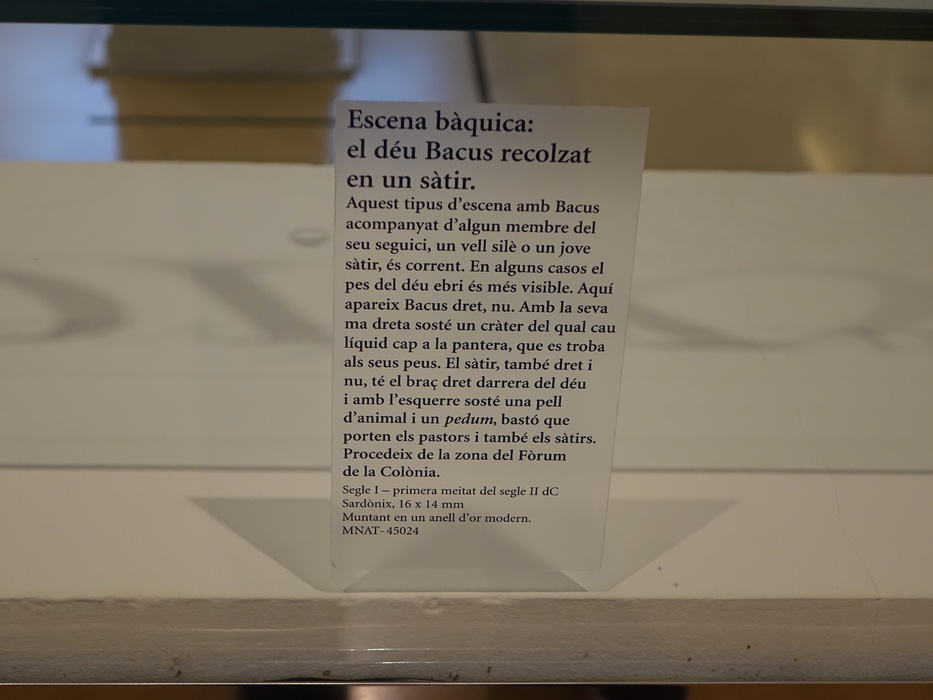 Escena bàquica:
el déu Bacus recolzat
en un sàtir.
Aquest tipus d'escena amb Bacus
acompanyat d'algun membre del
seu seguici, un vell silè o un jove
sàtir, és corrent. En alguns casos el
pes del déu ebri és més visible. Aquí
apareix Bacus dret, nu. Amb la seva
ma dreta sosté un cràter del qual cau
líquid cap a la pantera, que es troba
als seus peus. El sàtir, també dret i
nu, té el braç dret darrera del déu
i amb l'esquerre sosté una pell
d'animal i un pedum, bastó que
porten els pastors i també els sàtirs.
Procedeix de la zona del Fòrum
de la Colònia.
Segle I – primera meitat del segle II dC
Sardònix, 16 x 14 mm
Muntant en un anell d'or modern.
MNAT- 45024